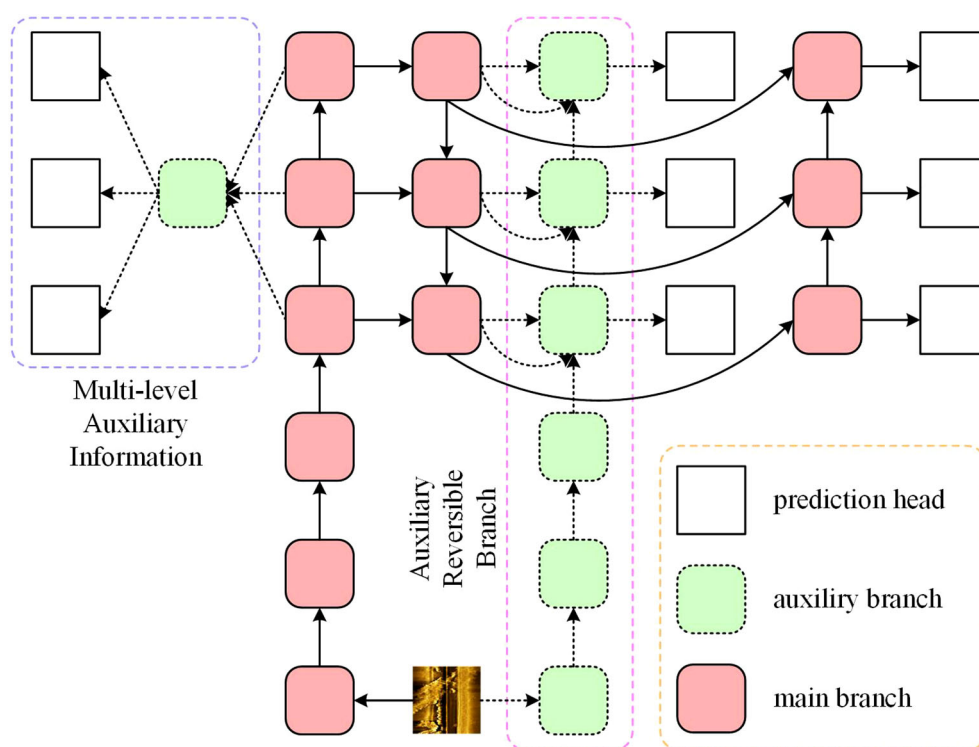 Multi-level
Auxiliary
Information
Auxiliary
Reversible
Branch
prediction head
auxiliry branch
main branch